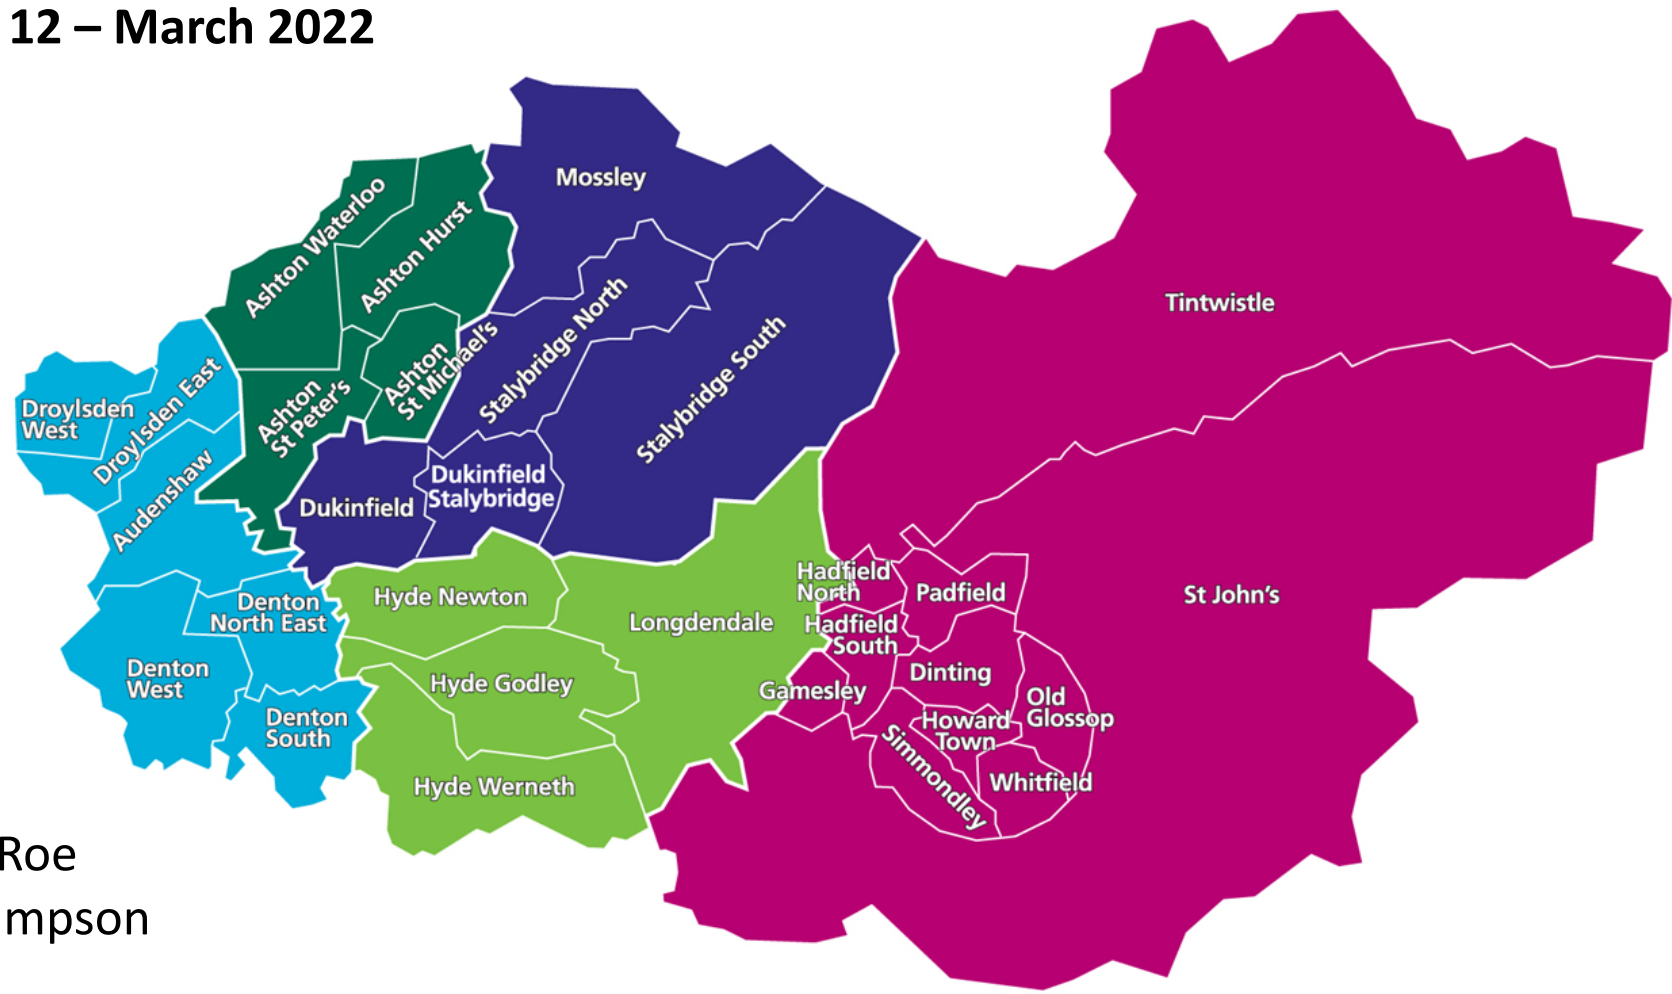 12 – March 2022
Mossley
Ashton Waterloo
Ashton Hurst
Tintwistle
Stalybridge North
Ashton
St Michael's
Stalybridge South
Ashton
St Peter's
Droylsden
West
Droylsden East
Audenshaw
Dukinfield
Dukinfield
Stalybridge
Hadfield
North
Padfield
St John's
Hyde Newton
Denton
North East
Longdendale
Hadfield
South
Denton
West
Hyde Godley
Gamesley
Dinting
Old
Glossop
Denton
South
Howard
Town
Simmondley
Whitfield
Hyde Werneth
Roe
mpson